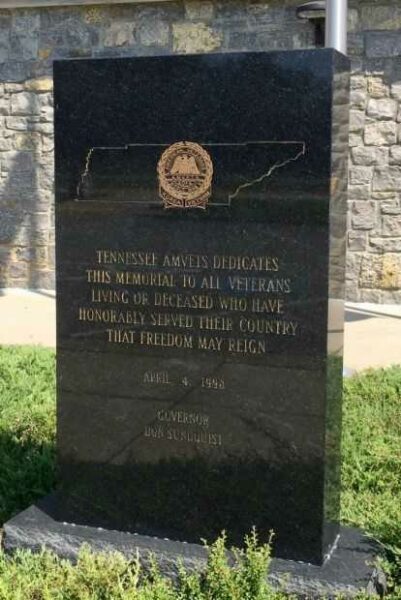 AMVETS
TENNESSEE AMVETS DEDICATES
THIS MEMORIAL TO ALL VETERANS
LIVING OR DECEASED WHO HAVE
HONORABLY SERVED THEIR COUNTRY
THAT FREEDOM MAY REIGN
APRIL 4, 1998
GOVERNOR
DON SUNDQUIST